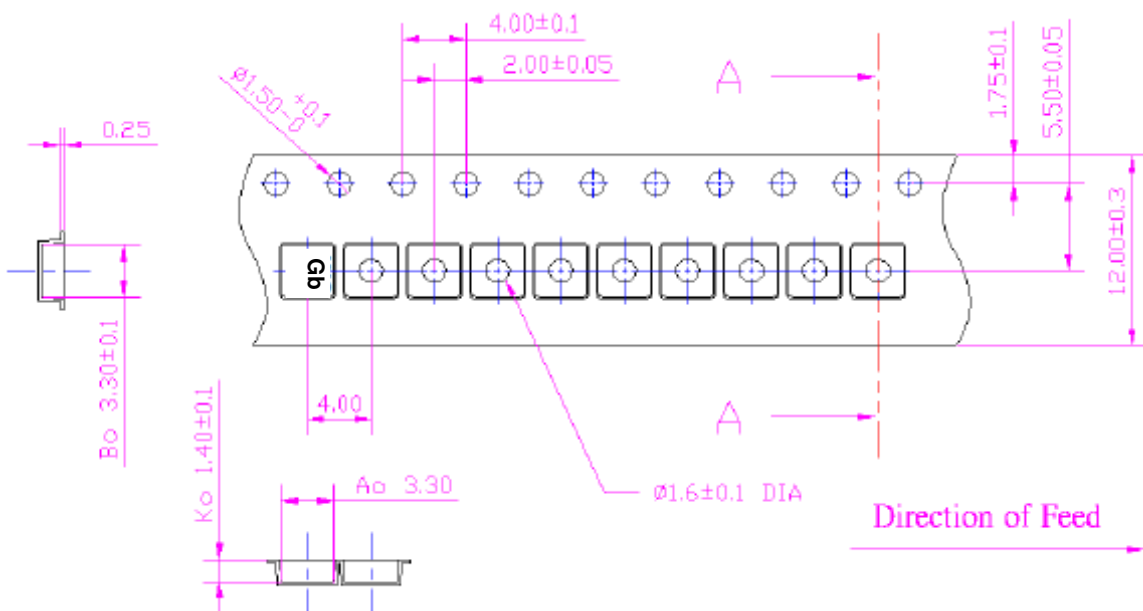 4.00±0.1
2.00±0.05
Ø1.50 +0.1 -0
0.25
A
1.75±0.1
5.50±0.05
12.00±0.3
Gb
Bo 3.30±0.1
4.00
Ko 1.40±0.1
Ao 3.30
A
Ø1.6±0.1 DIA
Direction of Feed